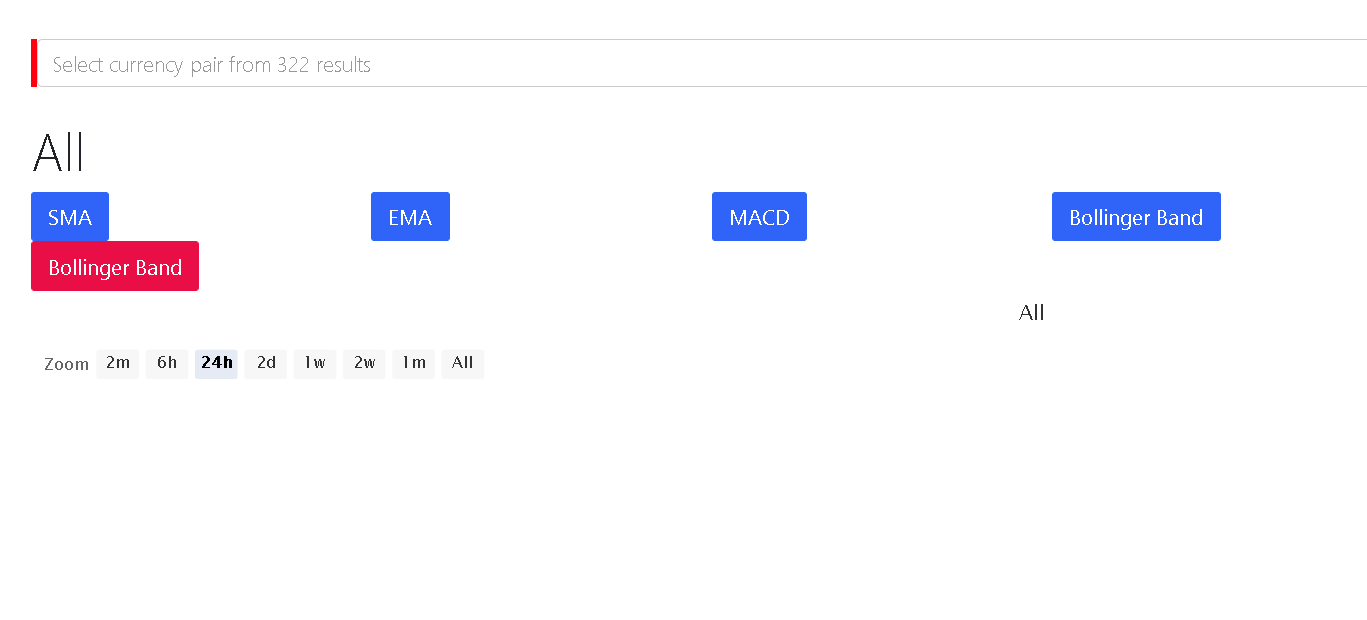 Select currency pair from 322 results
All
SMA EMA MACD Bollinger Band
Bollinger Band
All
Zoom 2m 6h 24h 2d 1w 2w 1m All